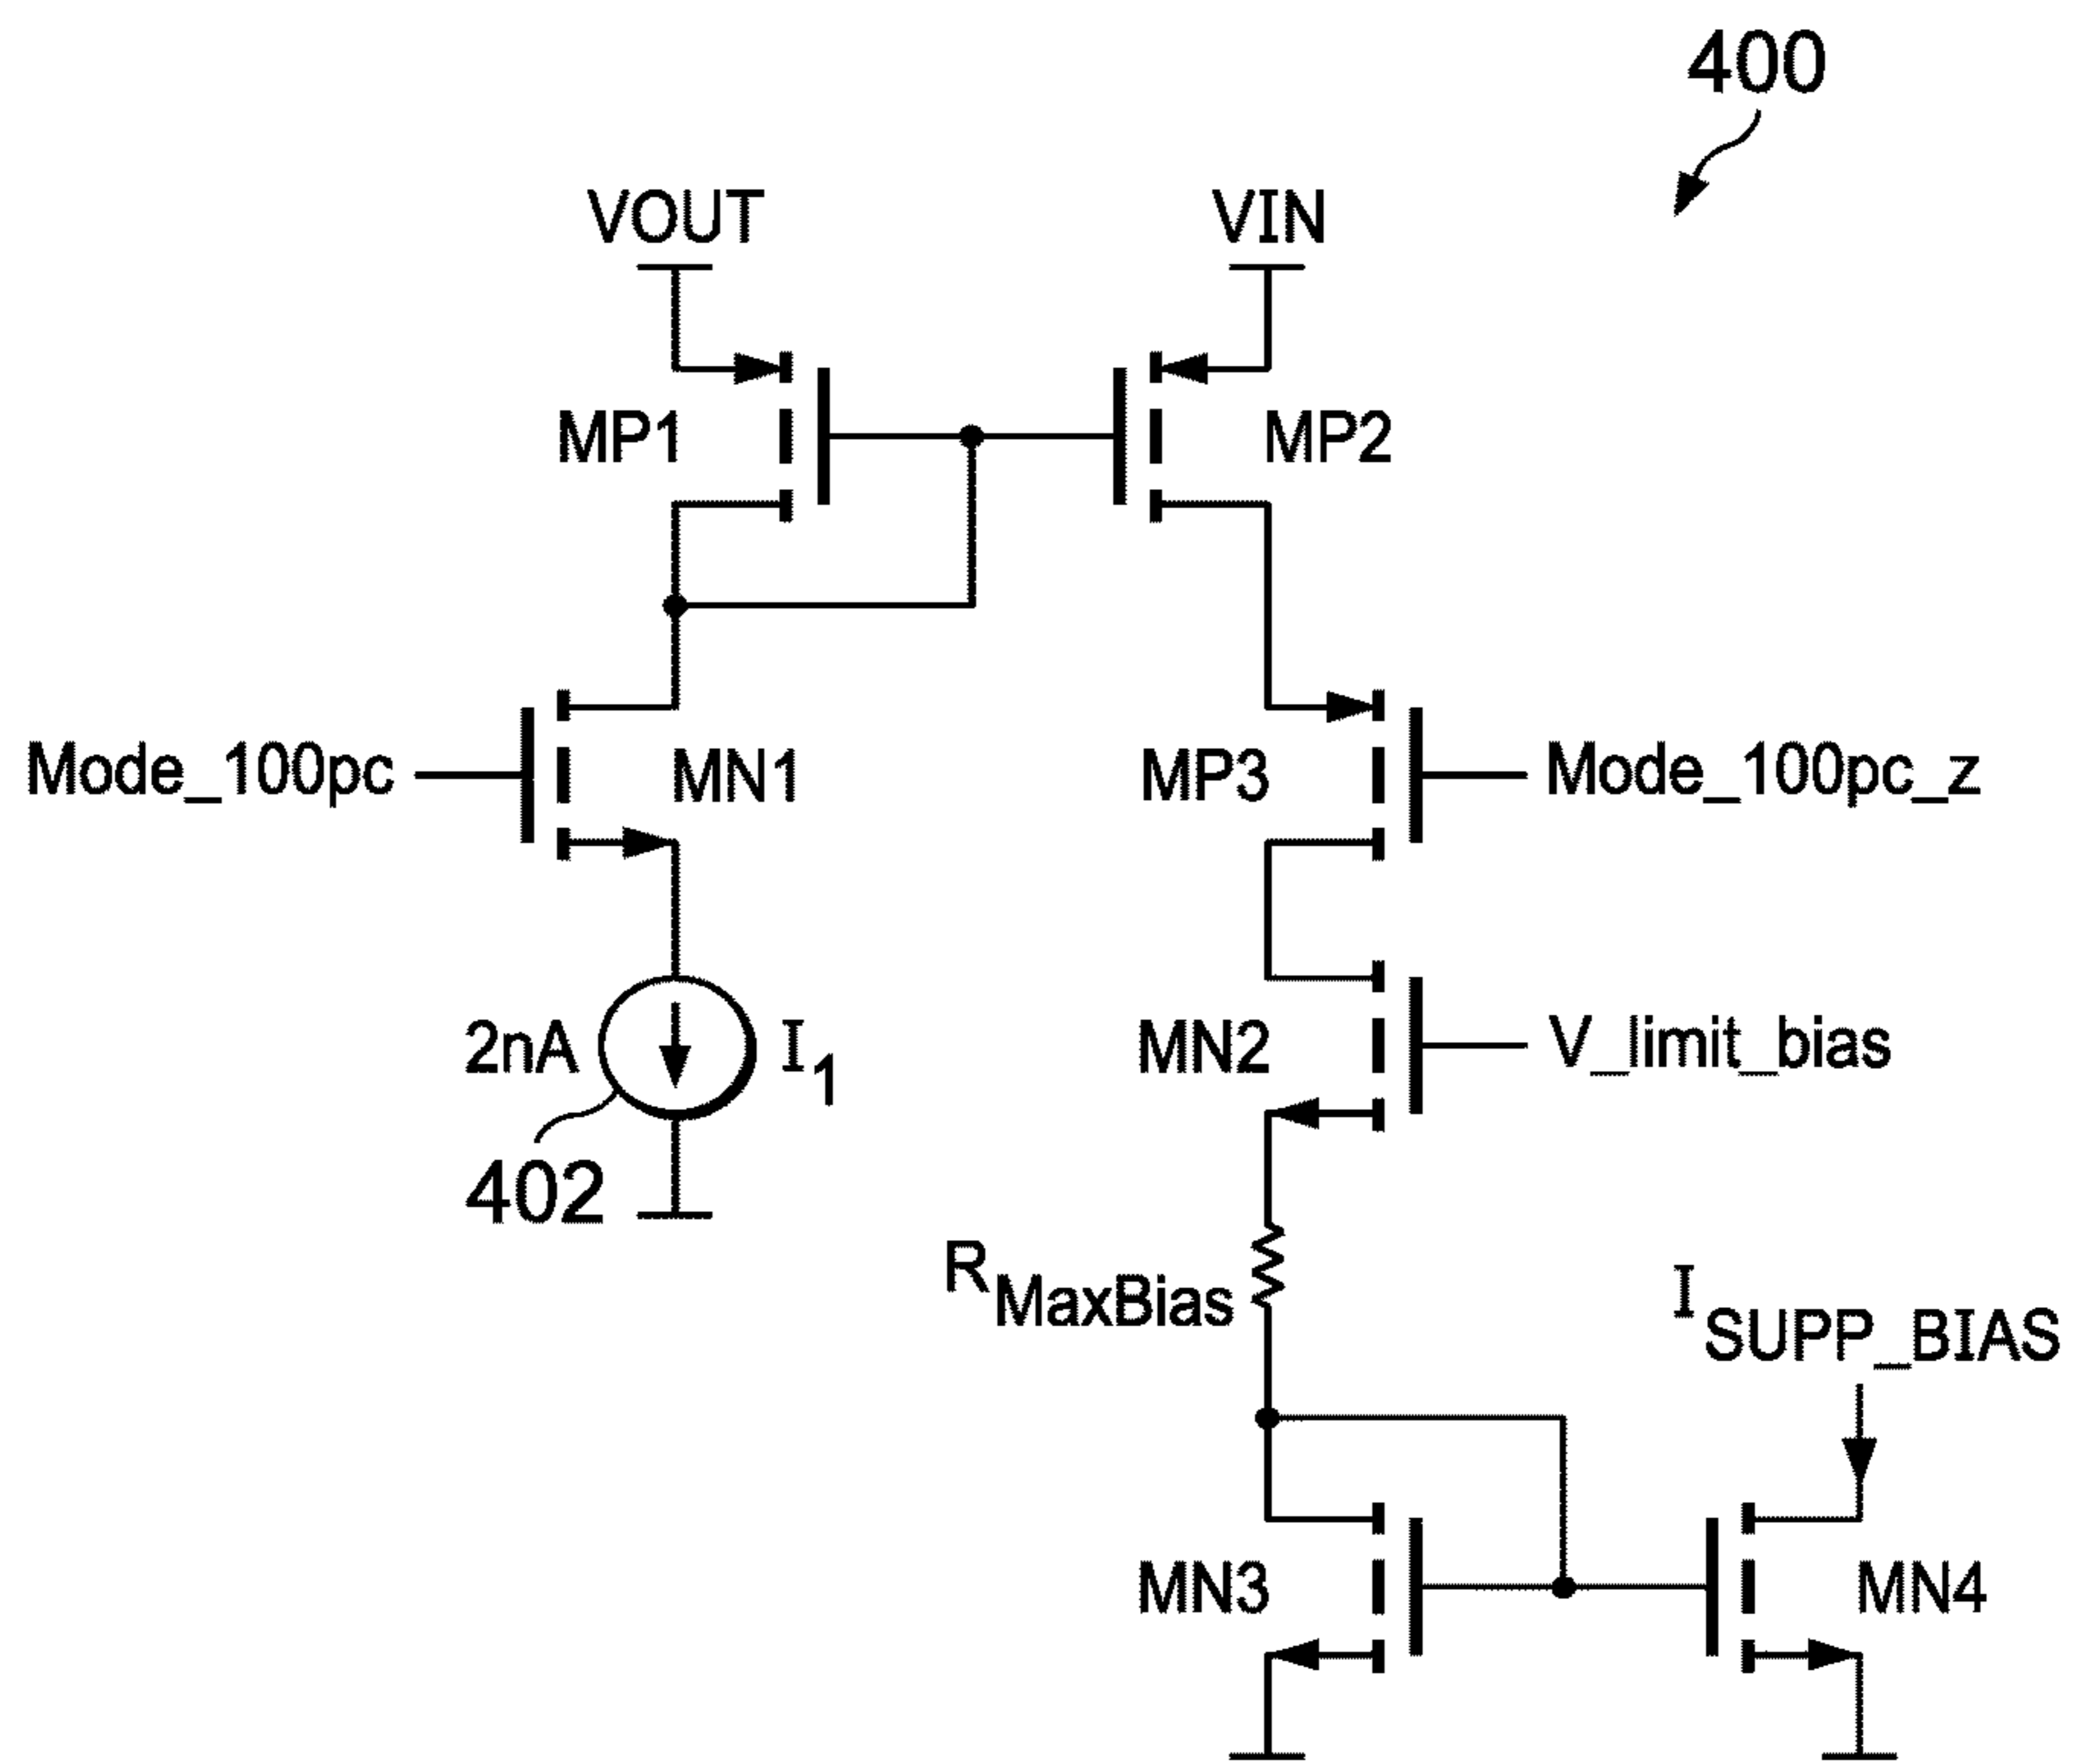 400
VOUT
VIN
MP1
MP2
Mode_100pc
MN1
MP3
Mode_100pc_z
2nA
I1
MN2
V_limit_bias
402
RMaxBias
ISUPP_BIAS
MN3
MN4